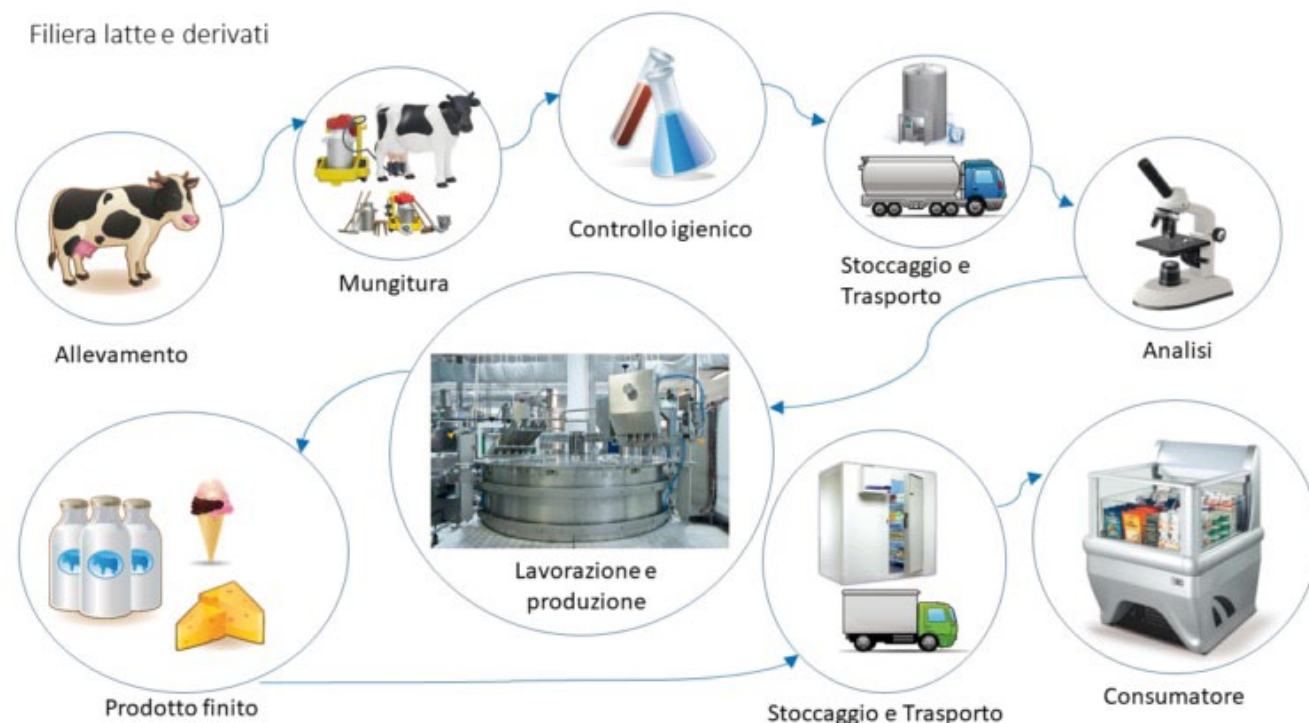 Filiera latte e derivati
Allevamento
Mungitura
Controllo igienico
Stoccaggio e
Trasporto
Analisi
Lavorazione e
produzione
Prodotto finito
Stoccaggio e Trasporto
Consumatore